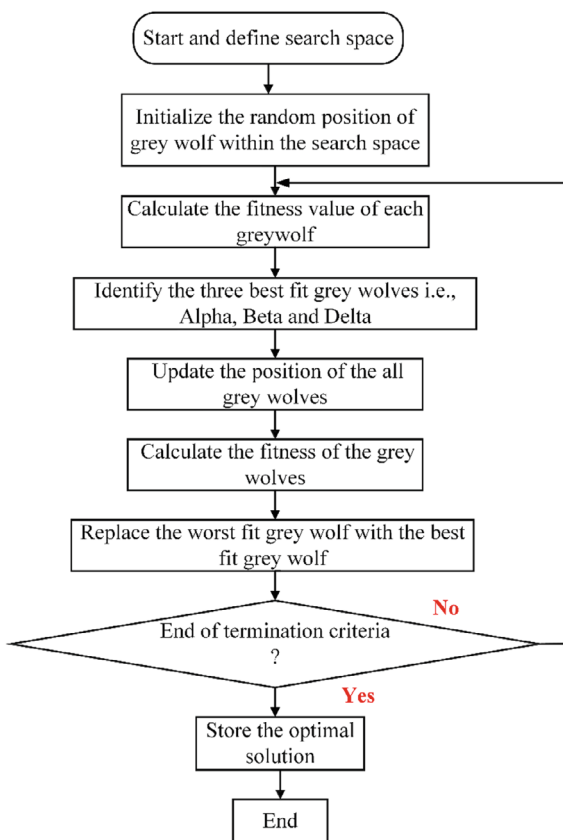 Start and define search space
Initialize the random position of
grey wolf within the search space
Calculate the fitness value of each
greywolf
Identify the three best fit grey wolves i.e.,
Alpha, Beta and Delta
Update the position of the all
grey wolves
Calculate the fitness of the grey
wolves
Replace the worst fit grey wolf with the best
fit grey wolf
No
End of termination criteria
?
Yes
Store the optimal
solution
End